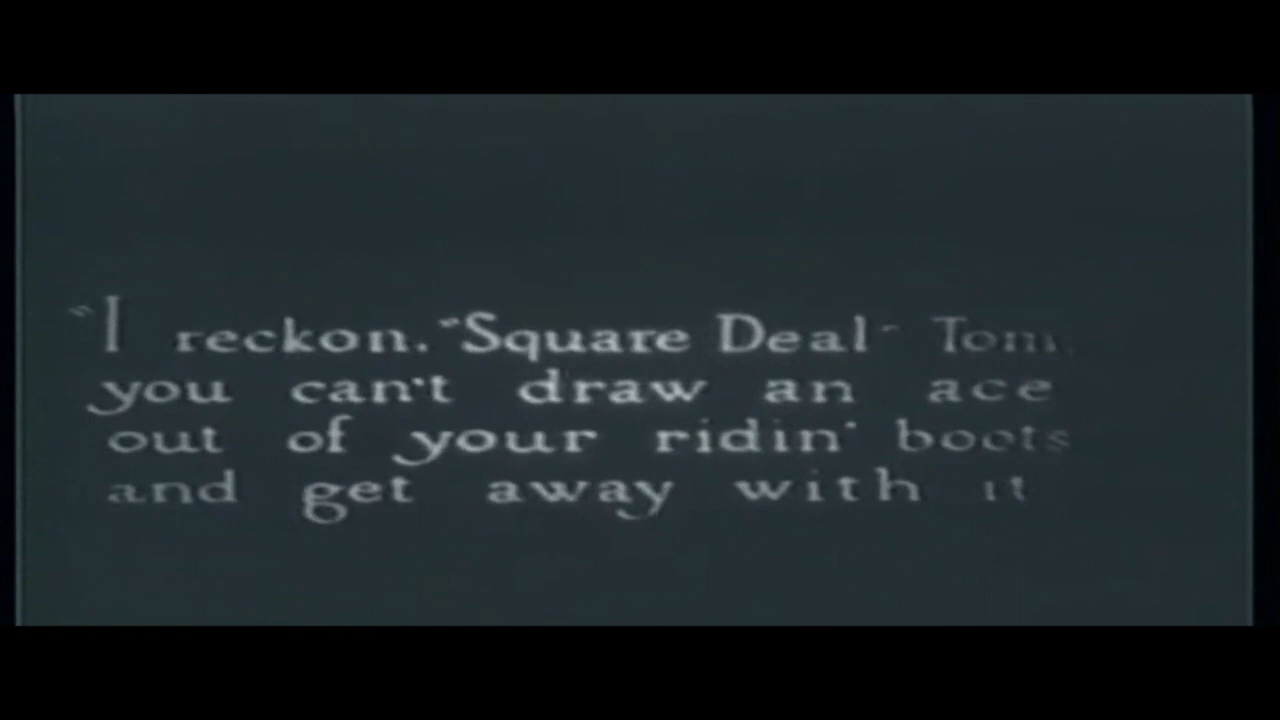 "I reckon. "Square Deal" Tom,
you can't draw an ace
out of your ridin' boots
and get away with it